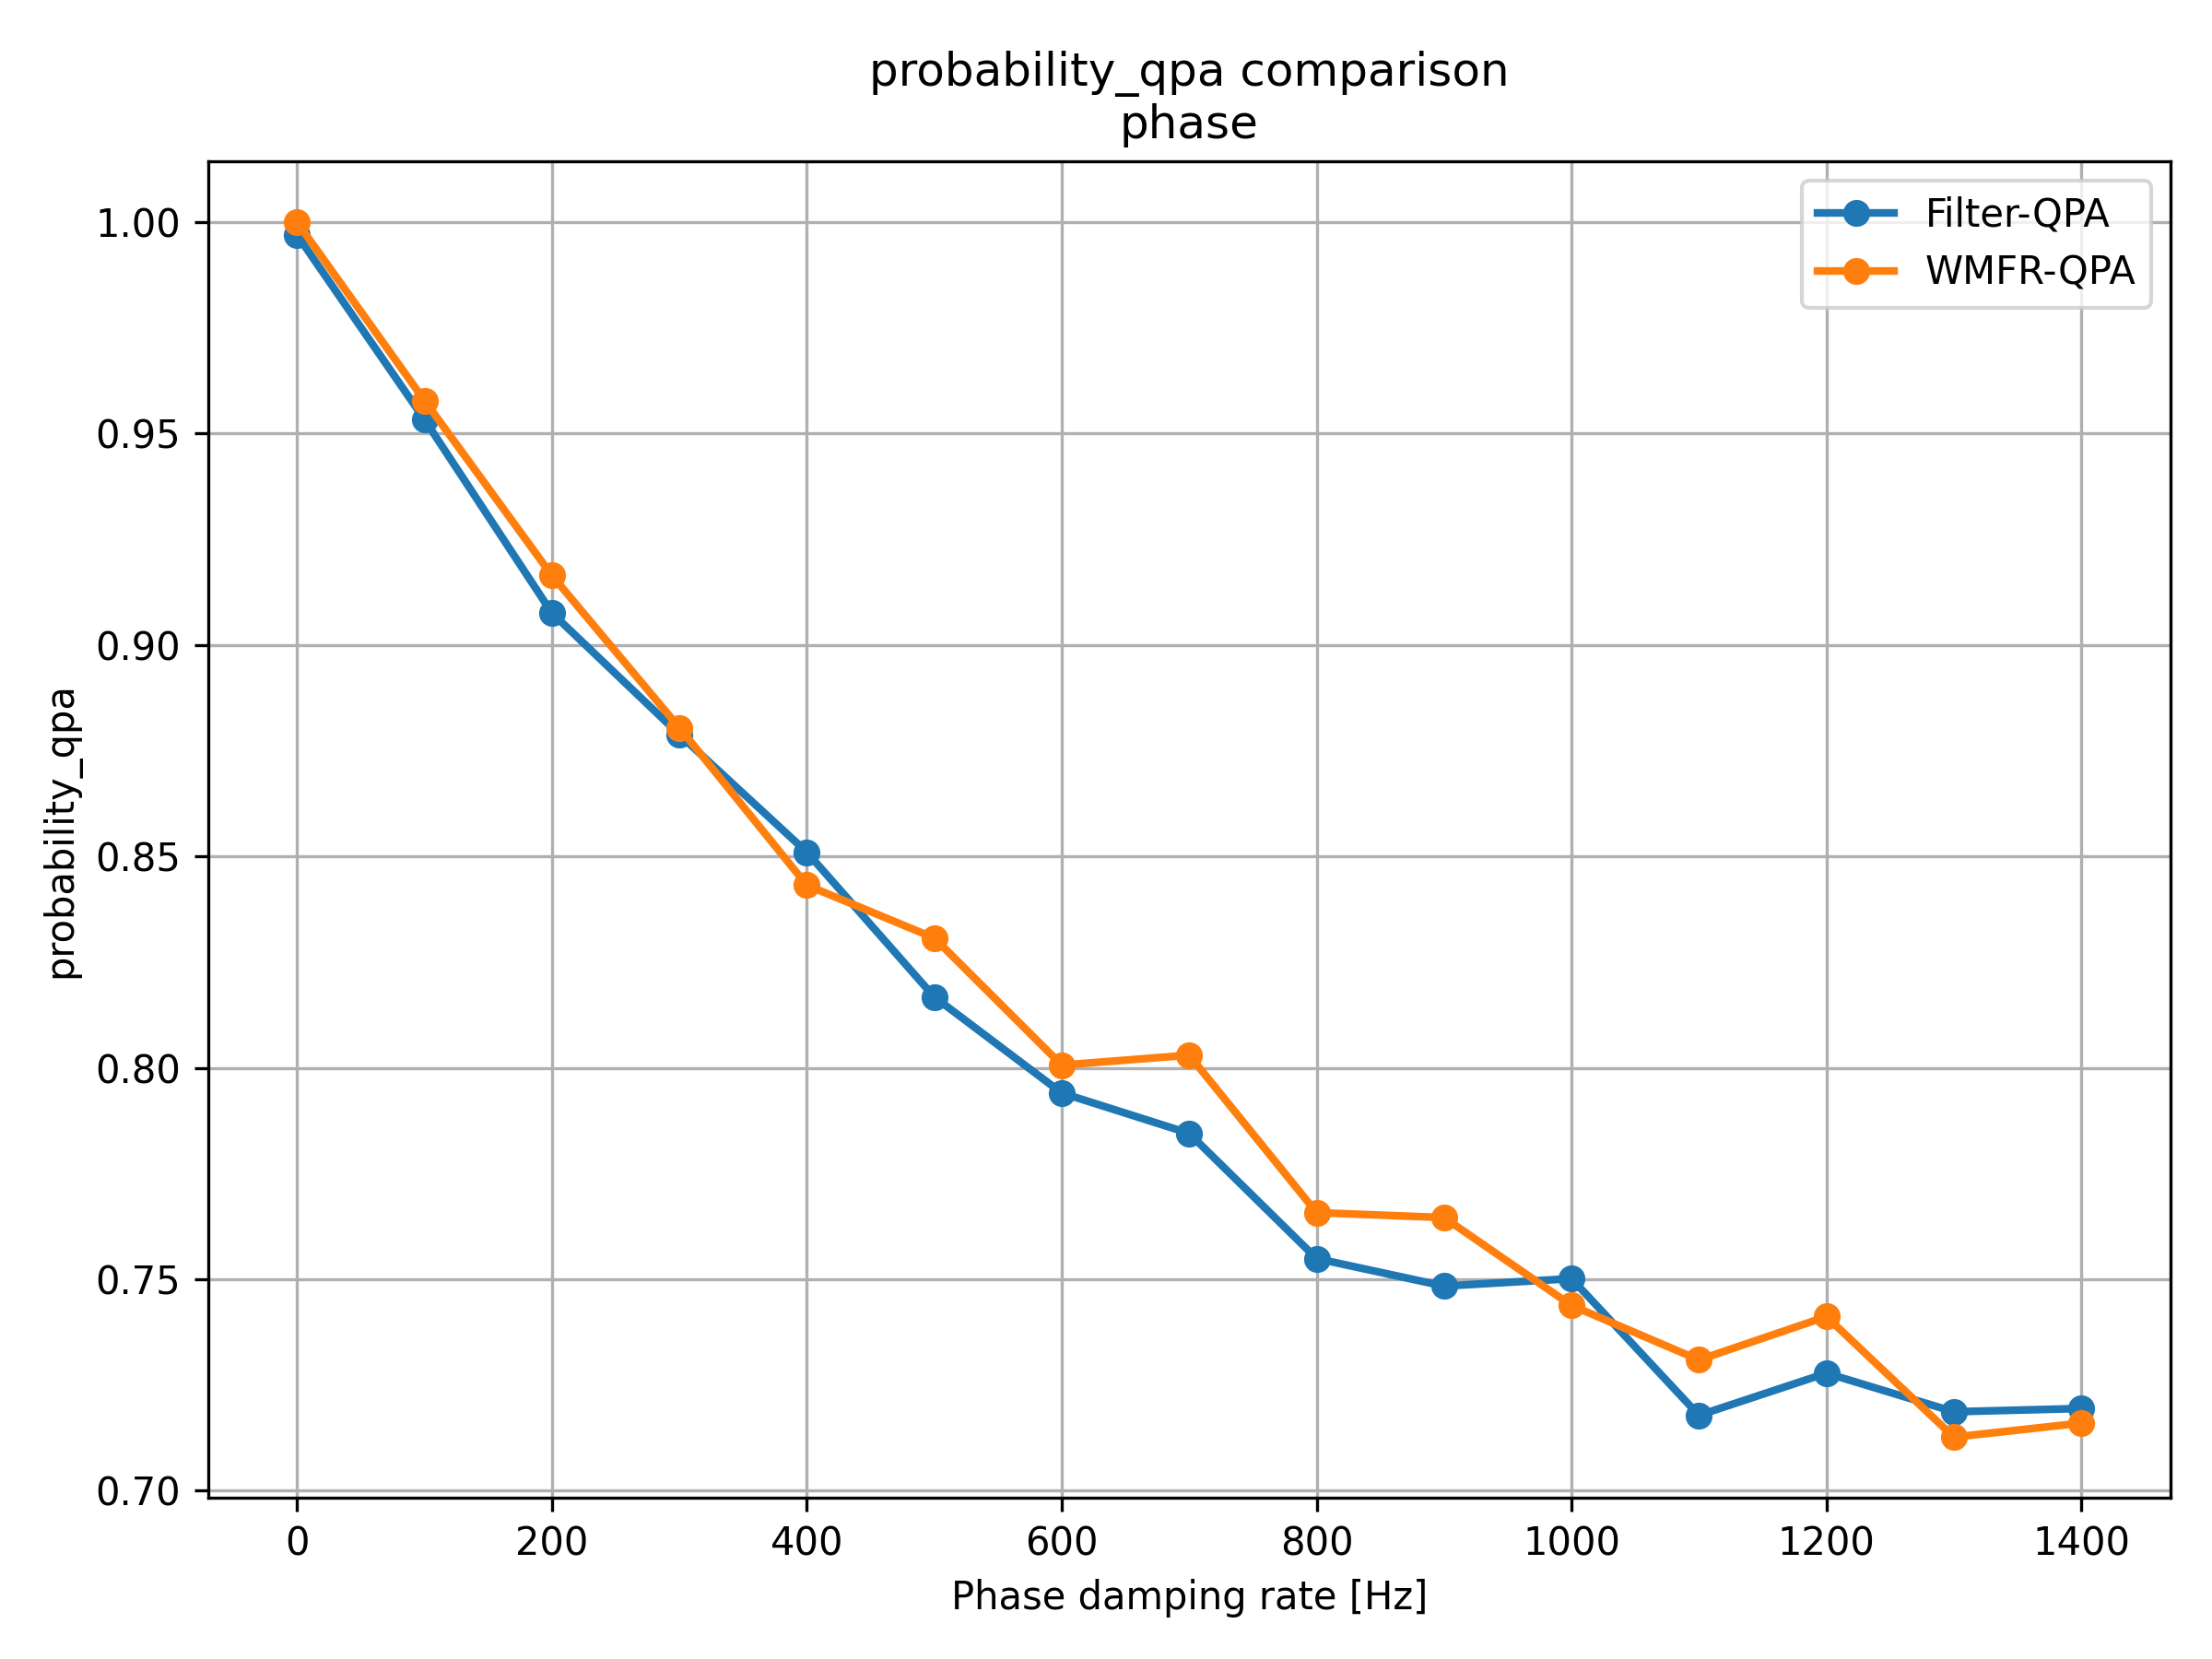 probability_qpa comparison
phase
Filter-QPA
WMFR-QPA
1.00
0.95
0.90
0.85
0.80
0.75
0.70
probability_qpa
0 200 400 600 800 1000 1200 1400
Phase damping rate [Hz]